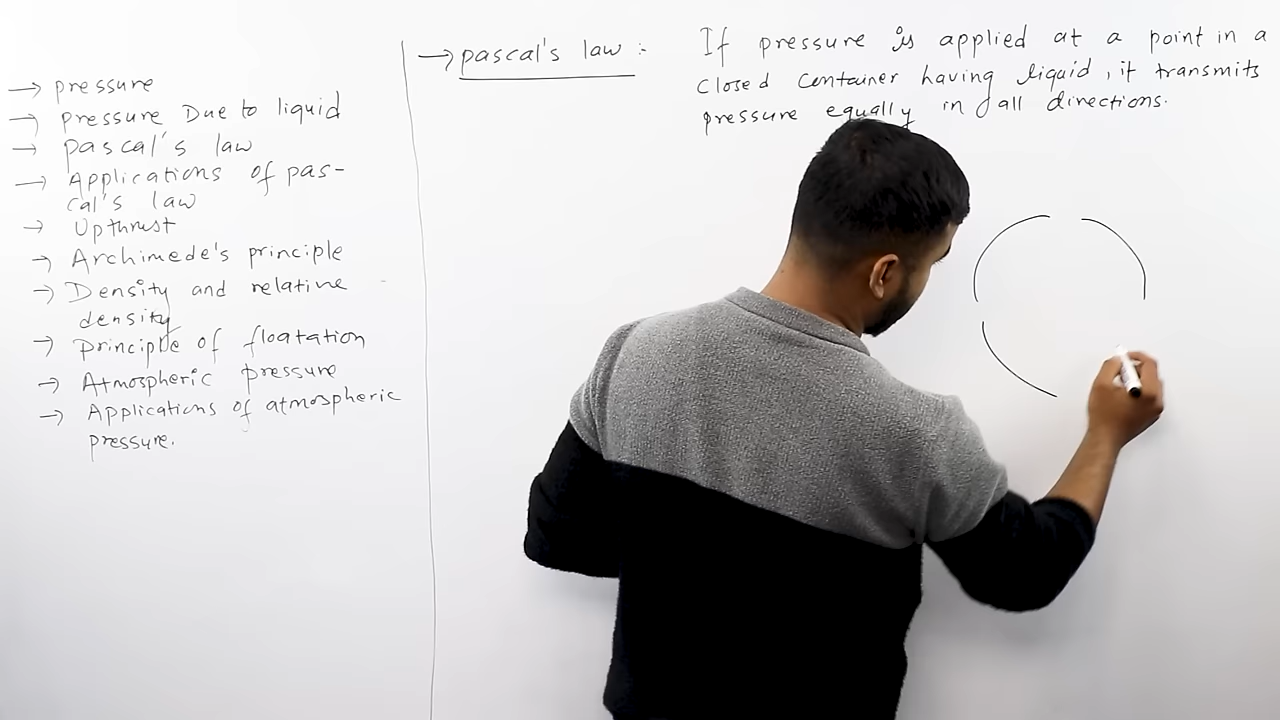 → pressure
→ pressure Due to liquid
→ pascal's law
→ Applications of pas-
cal's law
→ Upthrust
→ Archimede's principle
→ Density and relative
density
→ principle of floatation
→ Atmospheric pressure
→ Applications of atmospheric
pressure.
→ pascal's law :-
If pressure is applied at a point in a
closed container having liquid, it transmits
pressure equally in all directions.